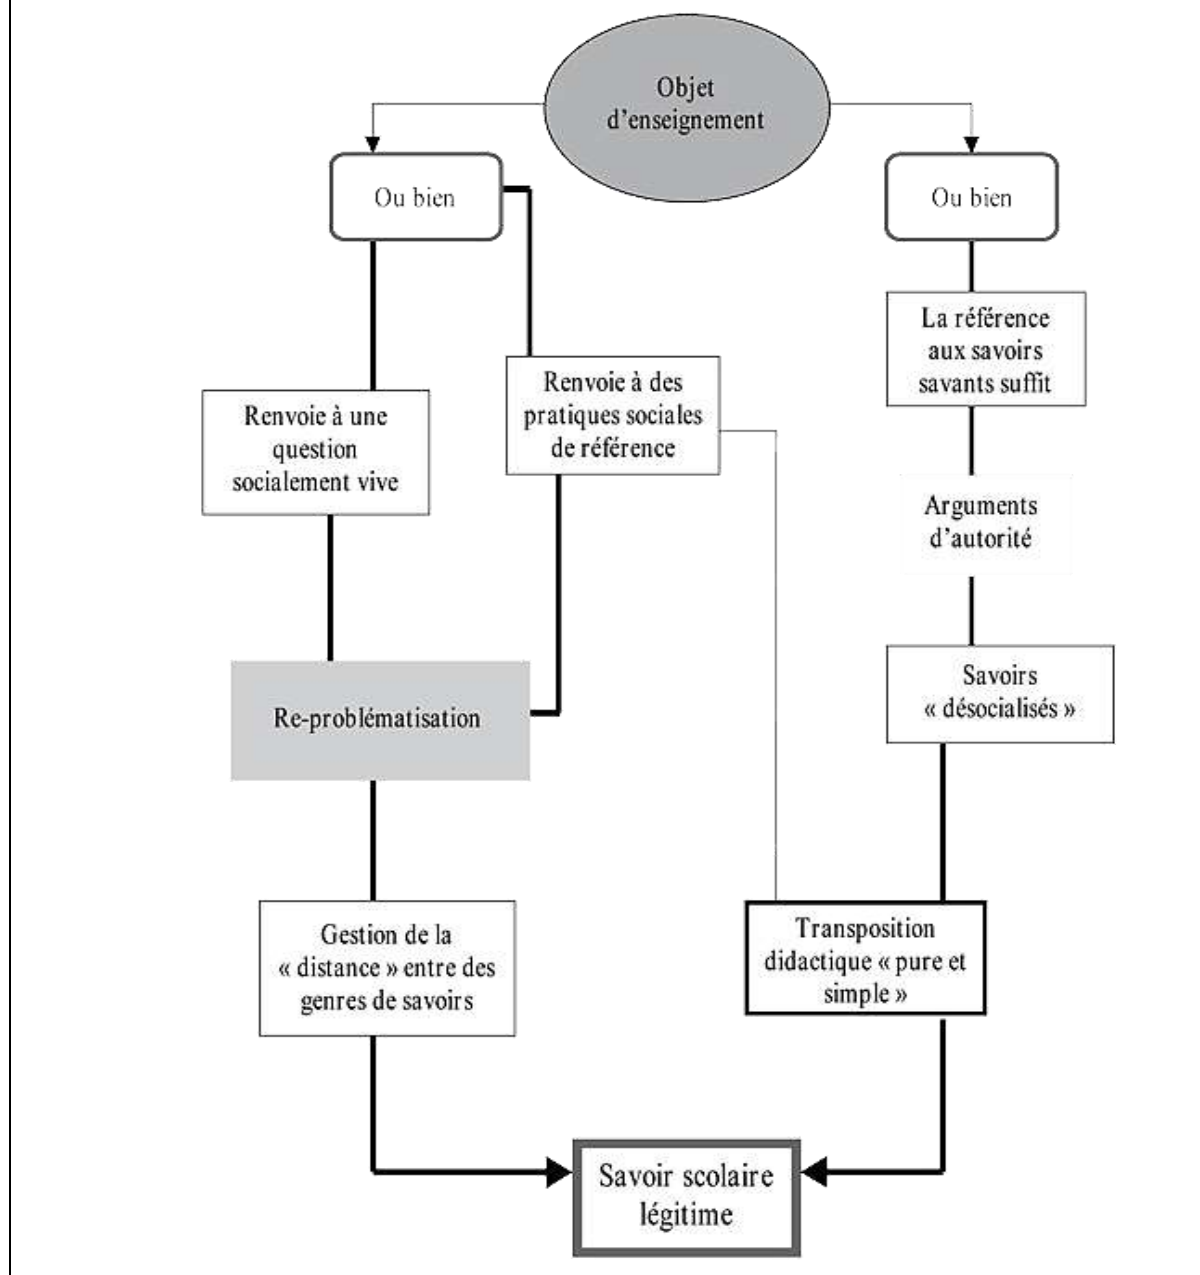 Objet
d’enseignement
Ou bien
Ou bien
La référence
aux savoirs
savants suffit
Renvoie à des
pratiques sociales
de référence
Renvoie à une
question
socialement vive
Arguments
d’autorité
Re-problématisation
Savoirs
« désocialisés »
Gestion de la
« distance » entre des
genres de savoirs
Transposition
didactique « pure et
simple »
Savoir scolaire
légitime